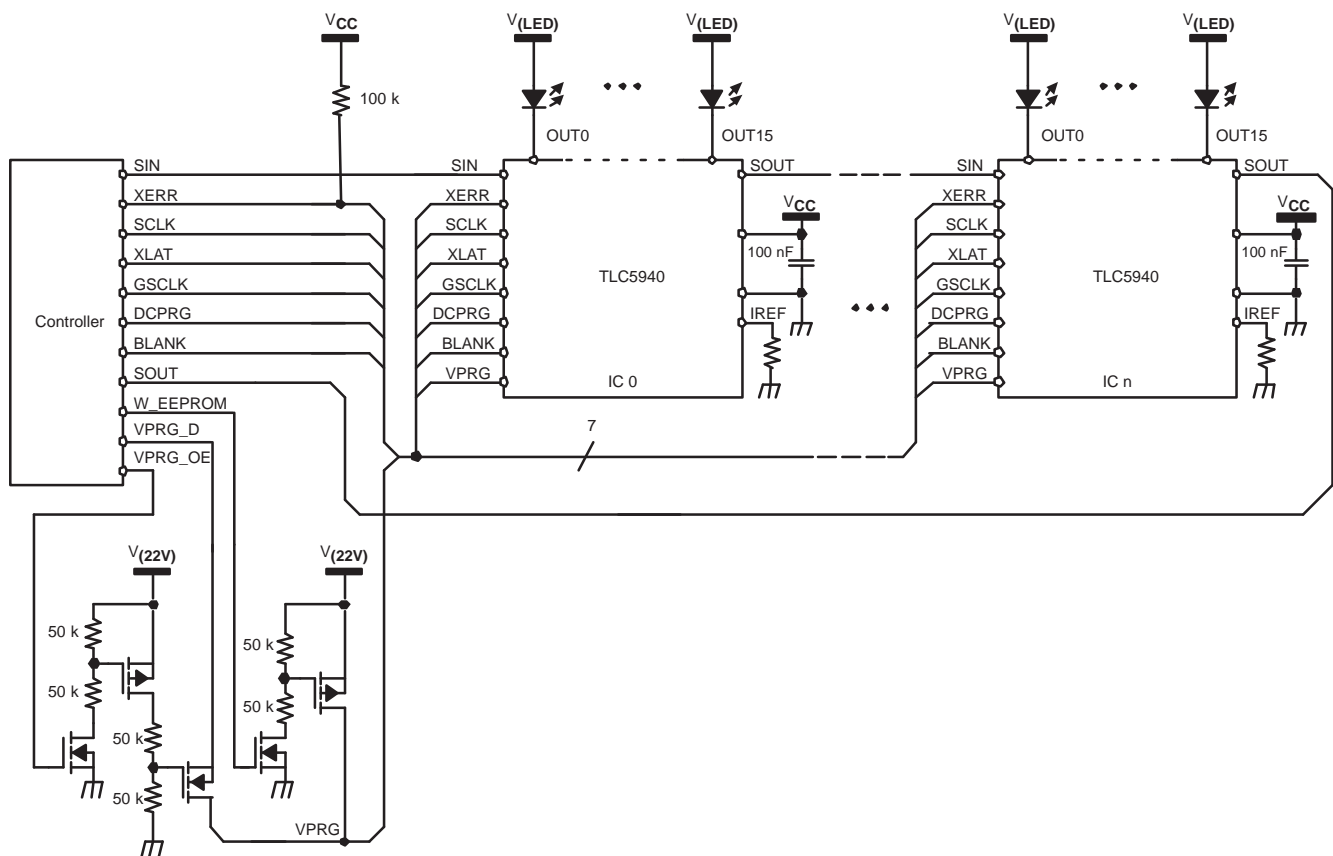 VCC
V(LED)
V(LED)
V(LED)
V(LED)
100 k
OUT0
OUT15
OUT0
OUT15
SIN
SIN
SOUT
SIN
SOUT
XERR
XERR
VCC
XERR
VCC
SCLK
SCLK
SCLK
100 nF
100 nF
XLAT
XLAT
TLC5940
XLAT
TLC5940
GSCLK
GSCLK
GSCLK
Controller
DCPRG
DCPRG
IREF
DCPRG
IREF
BLANK
BLANK
BLANK
SOUT
VPRG
IC 0
VPRG
IC n
W_EEPROM
VPRG_D
7
VPRG_OE
V(22V)
V(22V)
50 k
50 k
50 k
50 k
50 k
50 k
VPRG